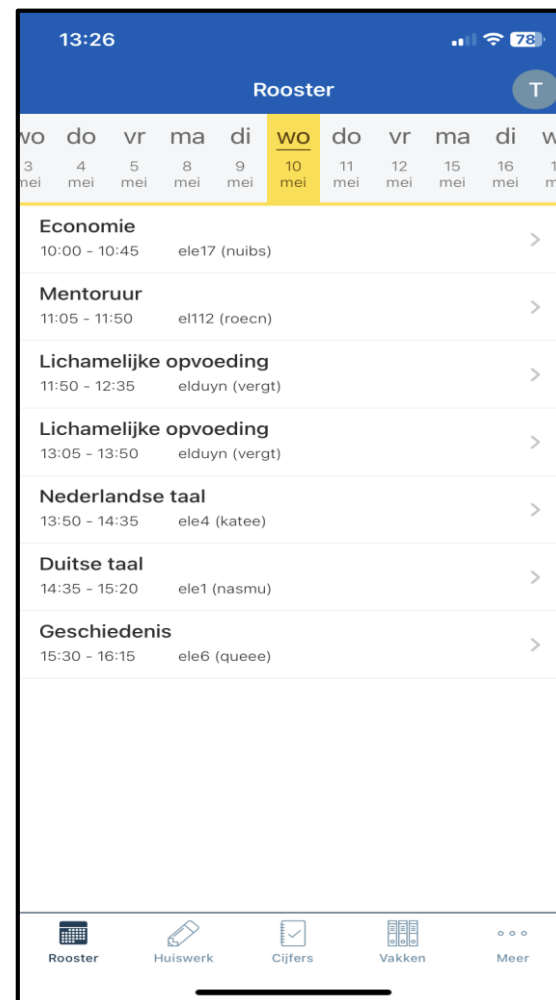 13:26
78
Rooster
T
wo do vr ma di wo do vr ma di w
3 4 5 8 9 10 11 12 15 16 1
mei mei mei mei mei mei mei mei mei mei m
Economie
10:00 - 10:45 ele17 (nuibs)
Mentoruur
11:05 - 11:50 el112 (roecn)
Lichamelijke opvoeding
11:50 - 12:35 elduyn (vergt)
Lichamelijke opvoeding
13:05 - 13:50 elduyn (vergt)
Nederlandse taal
13:50 - 14:35 ele4 (katee)
Duitse taal
14:35 - 15:20 ele1 (nasmu)
Geschiedenis
15:30 - 16:15 ele6 (queee)
Rooster Huiswerk Cijfers Vakken Meer